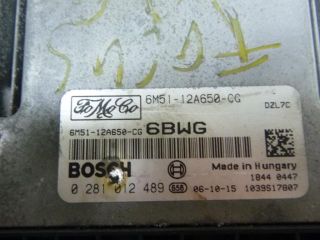 FoMoCo 6M51-12A650-CG DZL7C
6M51-12A650-CG 6BWG
BOSCH Made in Hungary
1844 0447
0 281 012 489 658 06-10-15 1039S17807